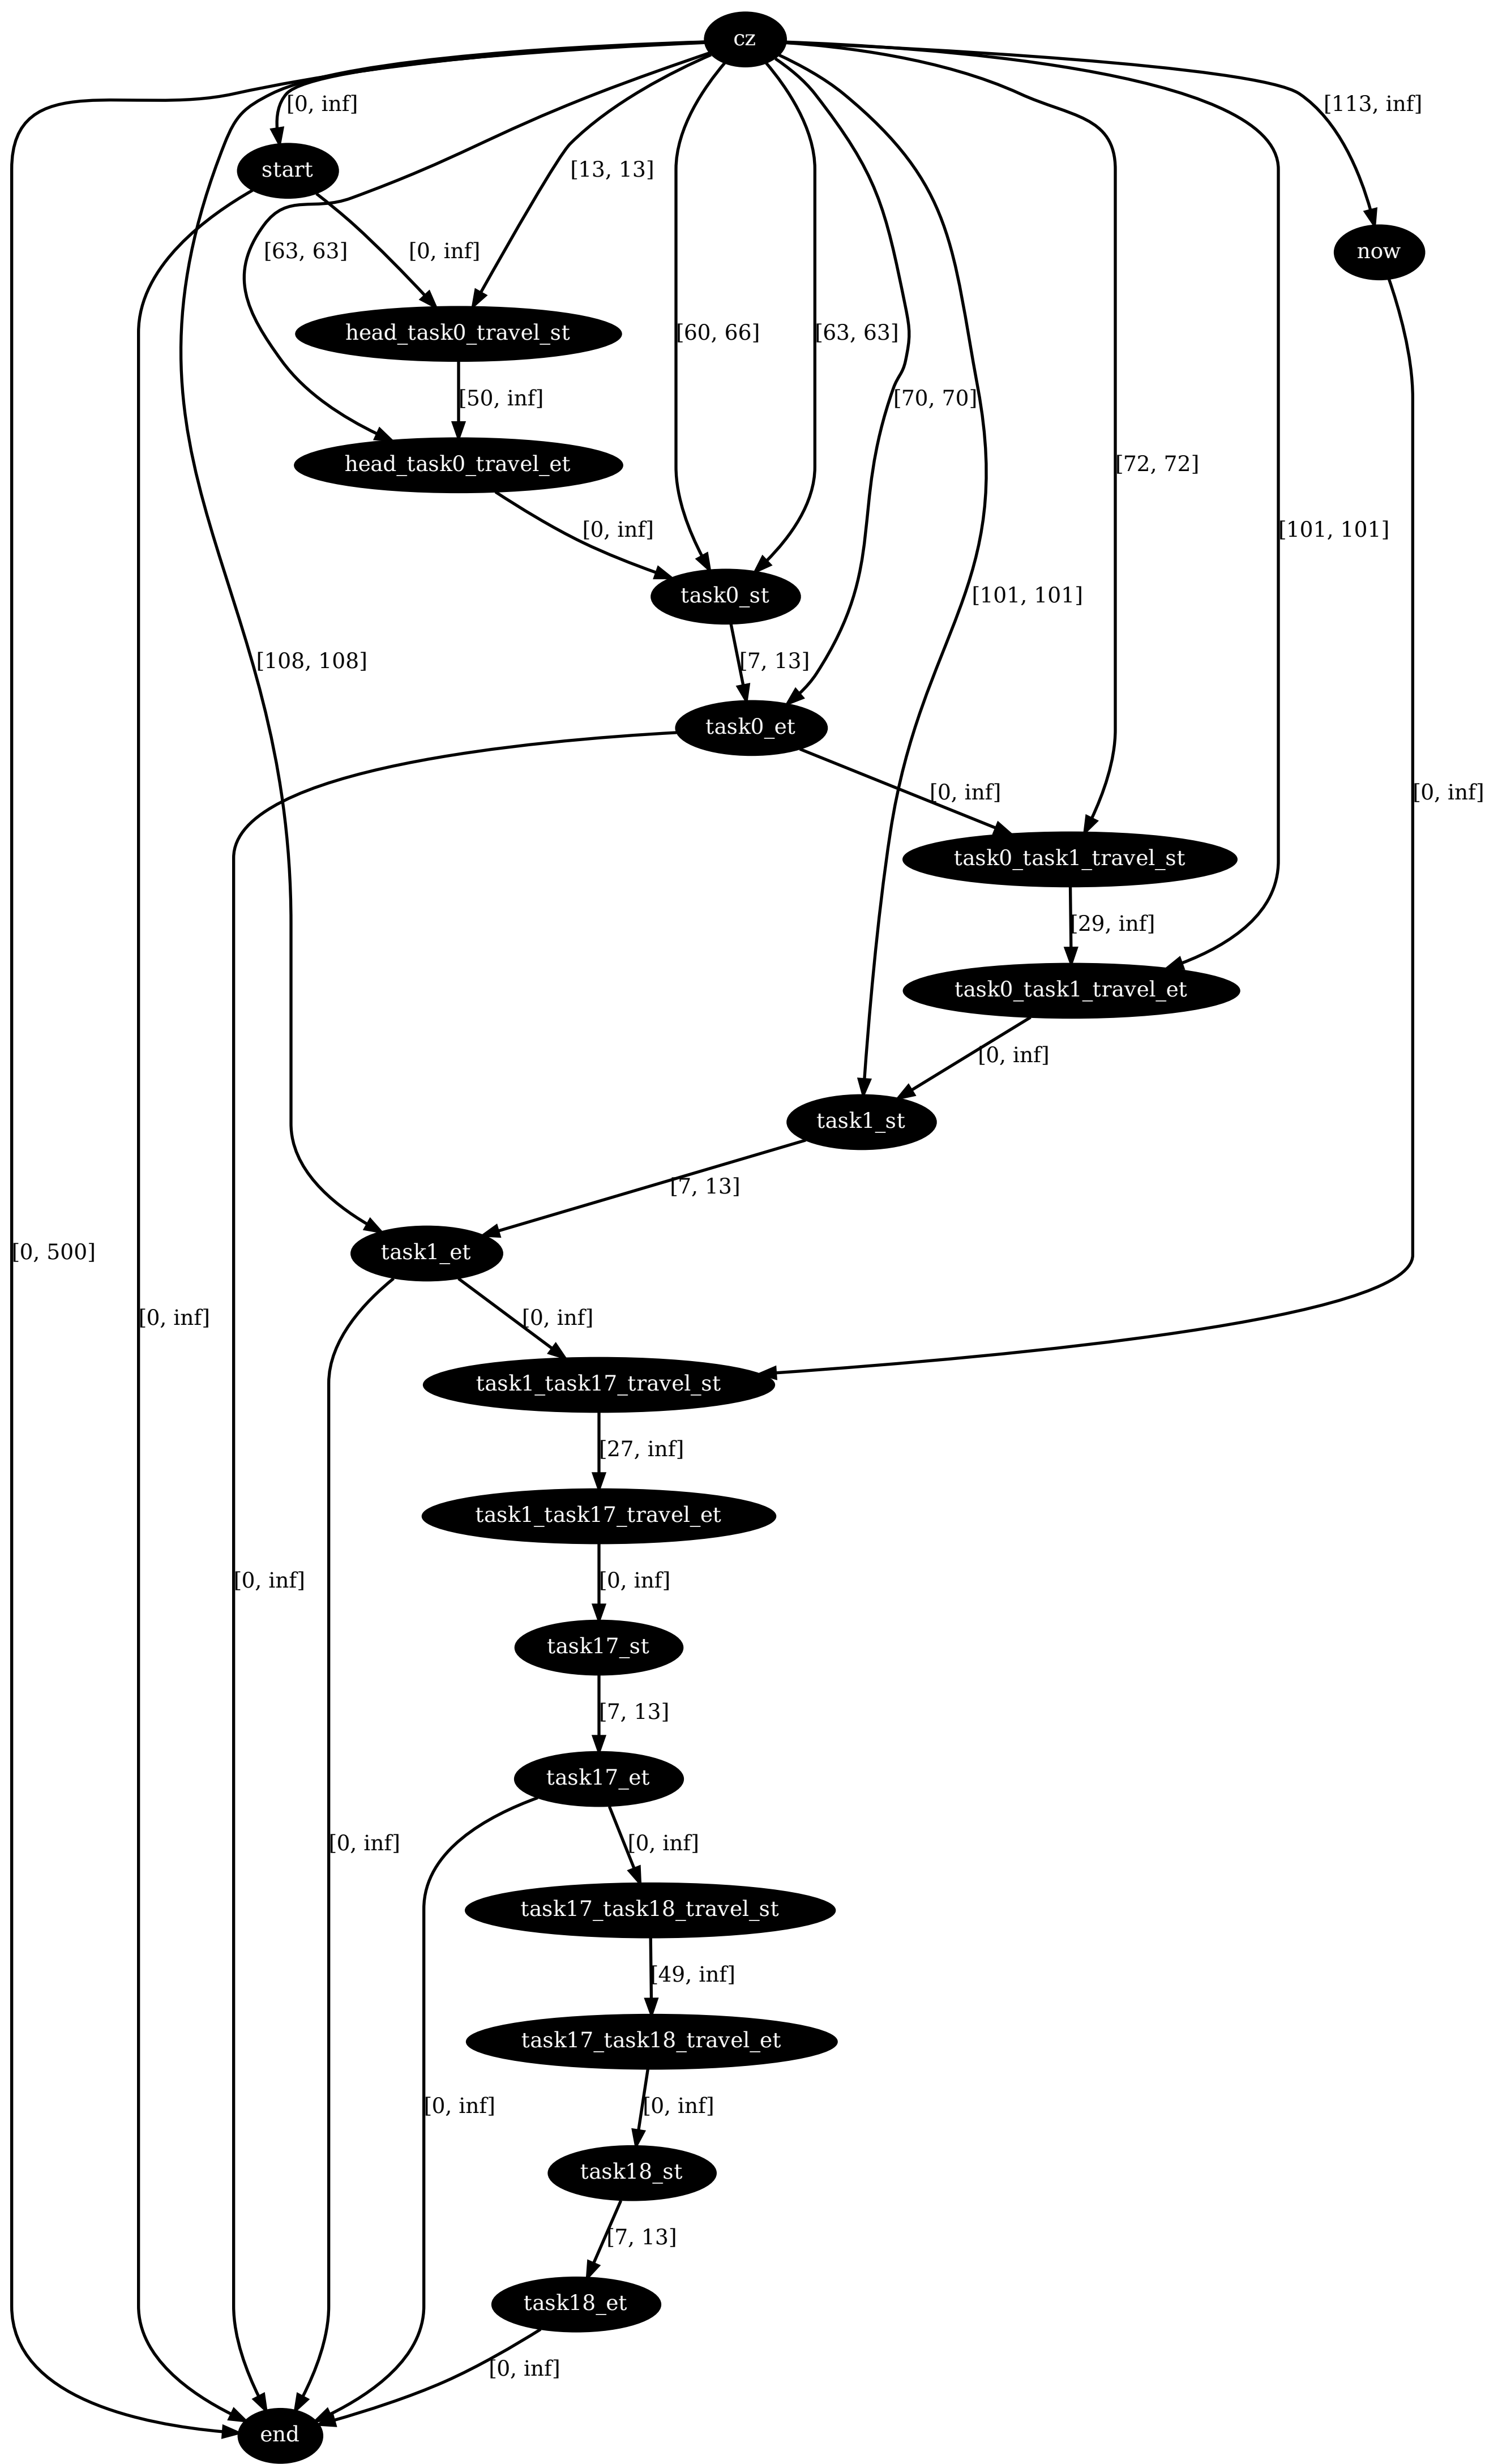 cz
[0, inf]
[113, inf]
start
[13, 13]
now
[63, 63]
[0, inf]
head_task0_travel_st
[60, 66]
[63, 63]
[50, inf]
[70, 70]
head_task0_travel_et
[72, 72]
[0, inf]
[101, 101]
task0_st
[101, 101]
[108, 108]
[7, 13]
task0_et
[0, inf]
[0, inf]
task0_task1_travel_st
[29, inf]
task0_task1_travel_et
[0, inf]
task1_st
[7, 13]
[0, 500]
task1_et
[0, inf]
[0, inf]
task1_task17_travel_st
[27, inf]
task1_task17_travel_et
[0, inf]
[0, inf]
task17_st
[7, 13]
task17_et
[0, inf]
[0, inf]
task17_task18_travel_st
[49, inf]
task17_task18_travel_et
[0, inf]
[0, inf]
task18_st
[7, 13]
task18_et
[0, inf]
end